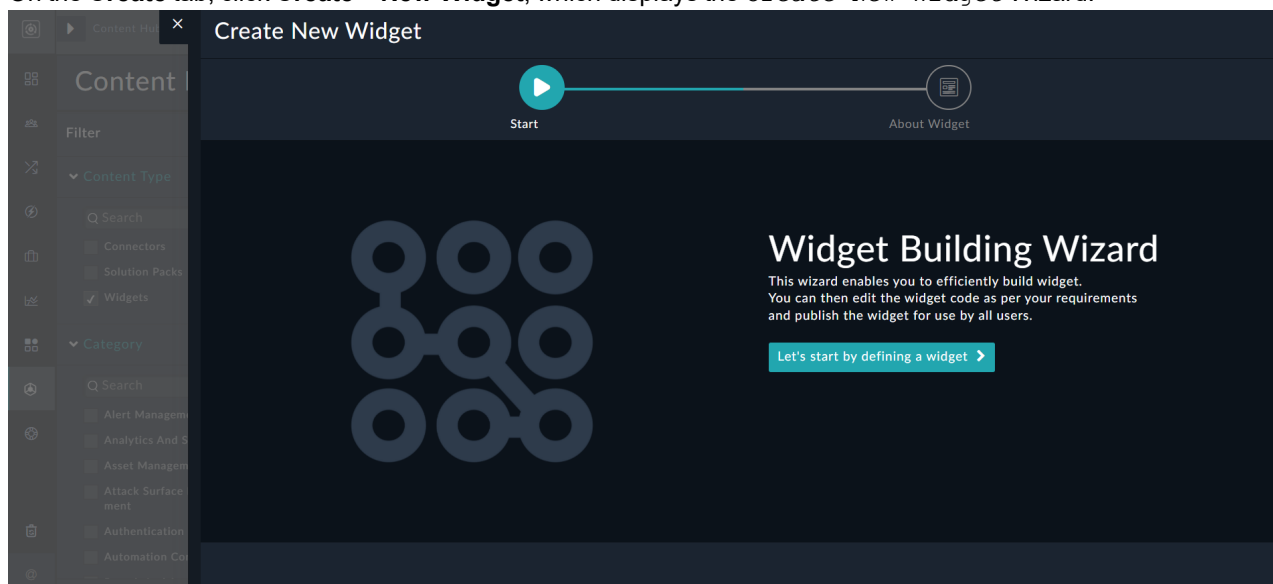 Content Hu
Create New Widget
Content
Start
About Widget
Filter
Content Type
Search
Connectors
Solution Packs
Widgets
Widget Building Wizard
This wizard enables you to efficiently build widget.
You can then edit the widget code as per your requirements
and publish the widget for use by all users.
Let's start by defining a widget
Category
Search
Alert Managem
Analytics And S
Asset Managem
Attack Surface
ment
Authentication
Automation Co